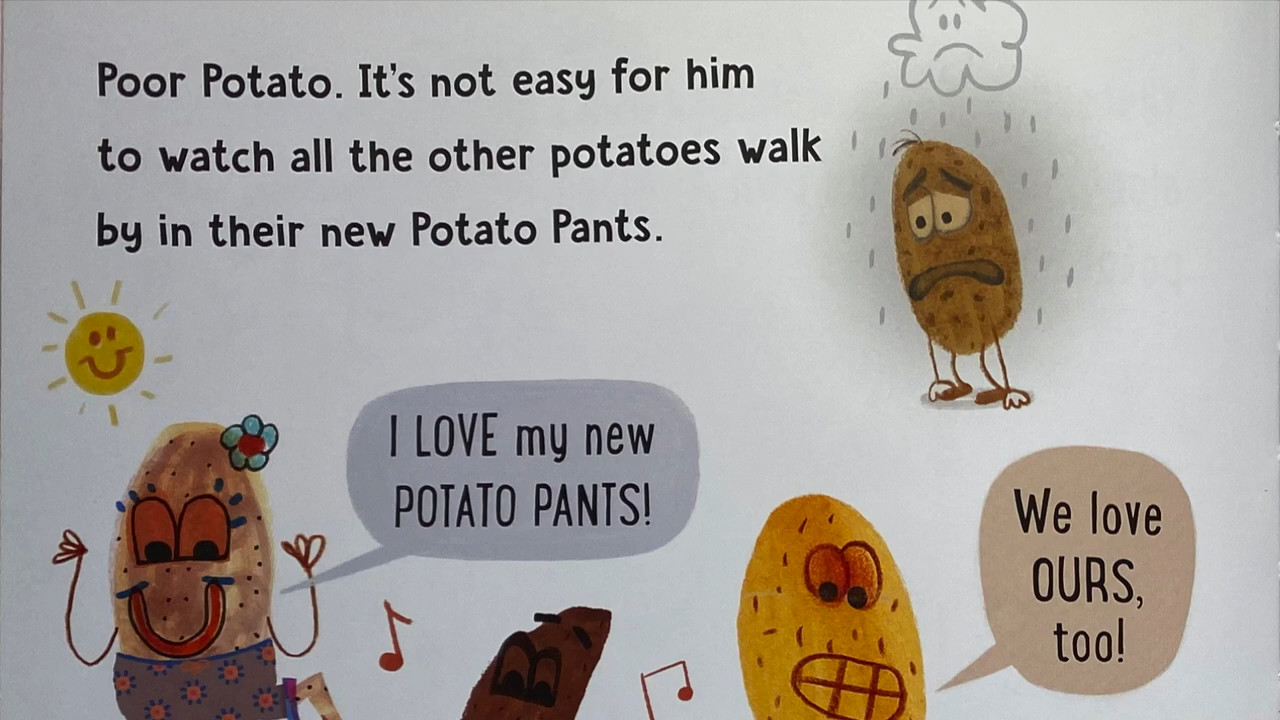 Poor Potato. It's not easy for him
to watch all the other potatoes walk
by in their new Potato Pants.
I LOVE my new
POTATO PANTS!
We love
OURS,
too!